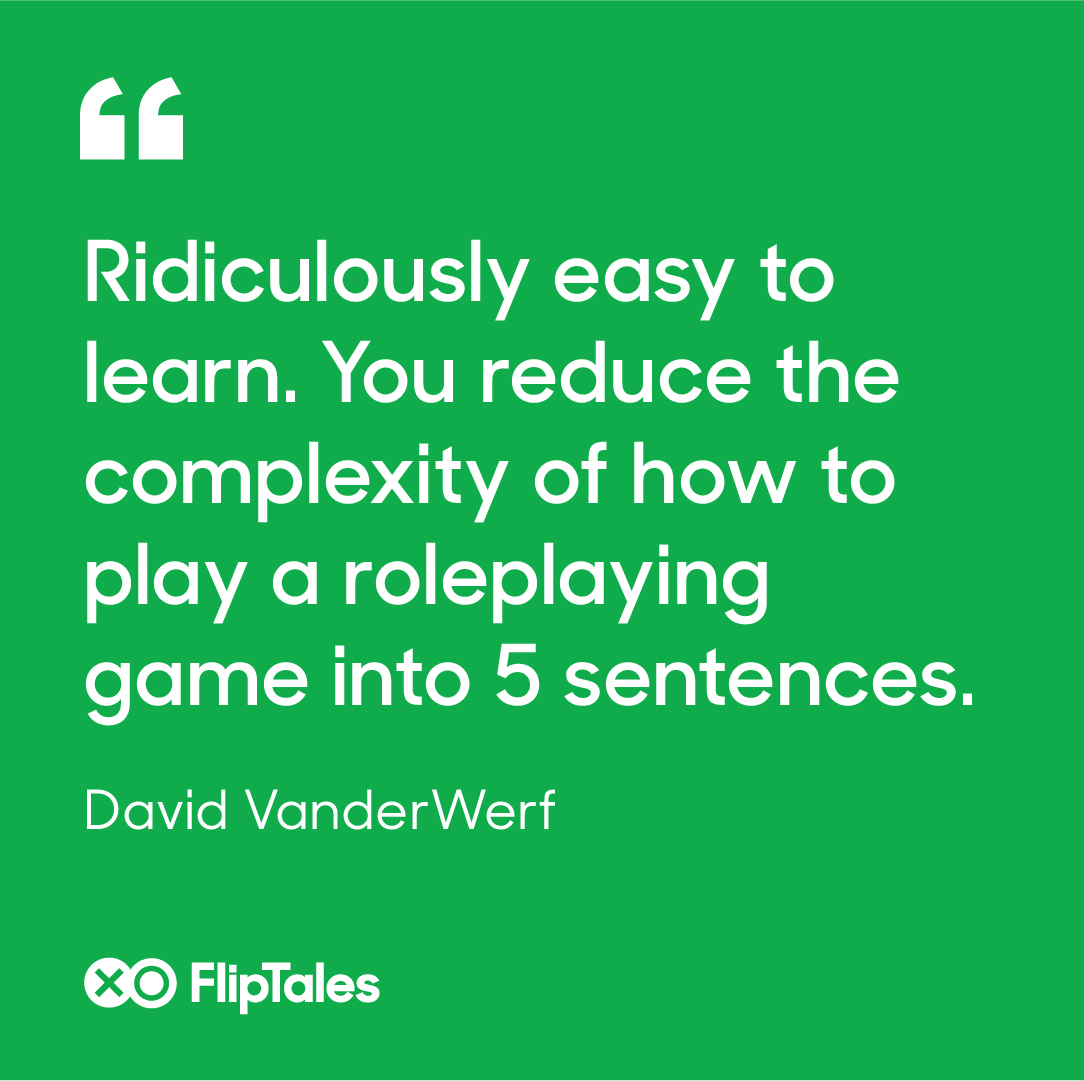 “
Ridiculously easy to
learn. You reduce the
complexity of how to
play a roleplaying
game into 5 sentences.
David VanderWerf
XO FlipTales